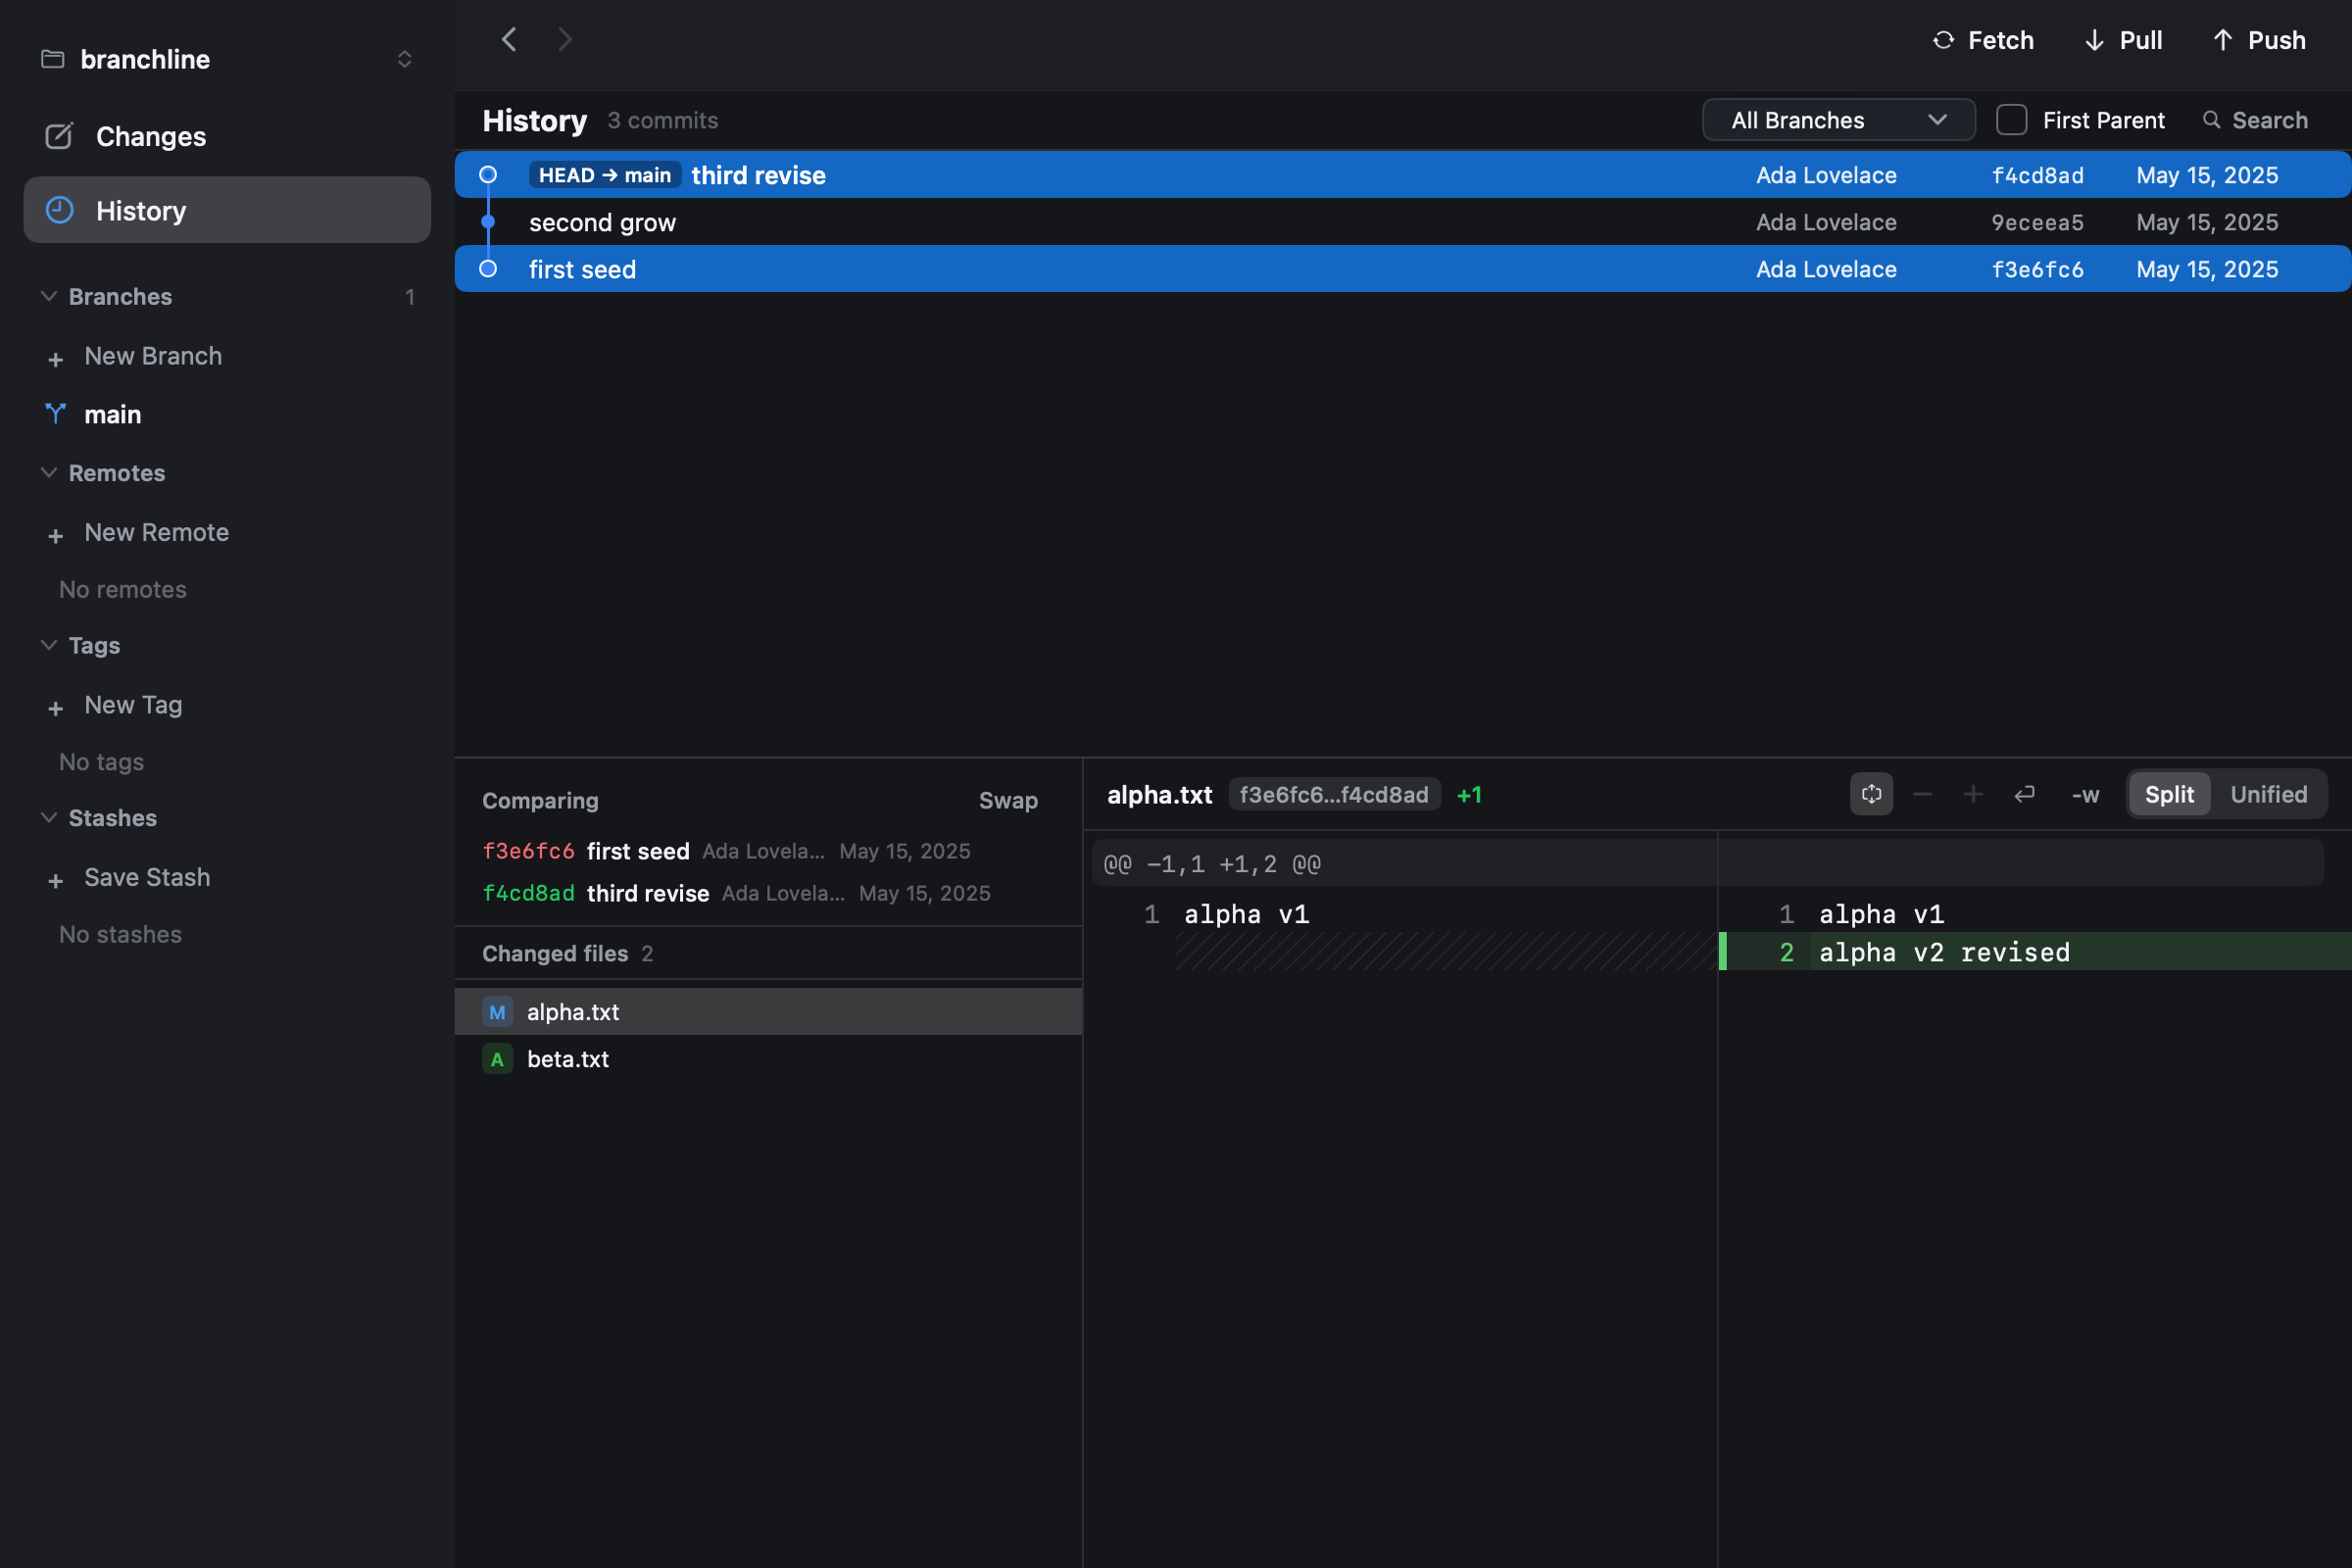 branchline
Changes
History
Branches 1
+ New Branch
main
Remotes
+ New Remote
No remotes
Tags
+ New Tag
No tags
Stashes
+ Save Stash
No stashes
Fetch Pull Push
History 3 commits All Branches First Parent Search
HEAD → main third revise Ada Lovelace f4cd8ad May 15, 2025
second grow Ada Lovelace 9eceea5 May 15, 2025
first seed Ada Lovelace f3e6fc6 May 15, 2025
Comparing Swap
f3e6fc6 first seed Ada Lovela... May 15, 2025
f4cd8ad third revise Ada Lovela... May 15, 2025
Changed files 2
M alpha.txt
A beta.txt
alpha.txt f3e6fc6...f4cd8ad +1 -w Split Unified
@@ −1,1 +1,2 @@
1 alpha v1
1 alpha v1
2 alpha v2 revised